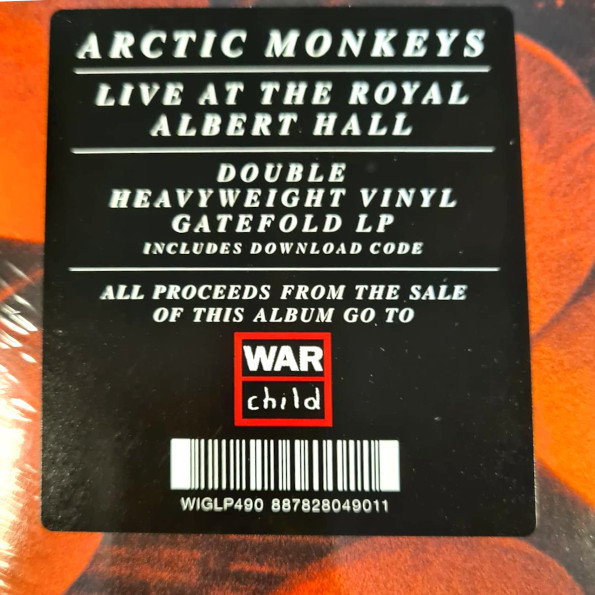 ARCTIC MONKEYS
LIVE AT THE ROYAL
ALBERT HALL
DOUBLE
HEAVYWEIGHT VINYL
GATEFOLD LP
INCLUDES DOWNLOAD CODE
ALL PROCEEDS FROM THE SALE
OF THIS ALBUM GO TO
WAR
child
WIGLP490 887828049011